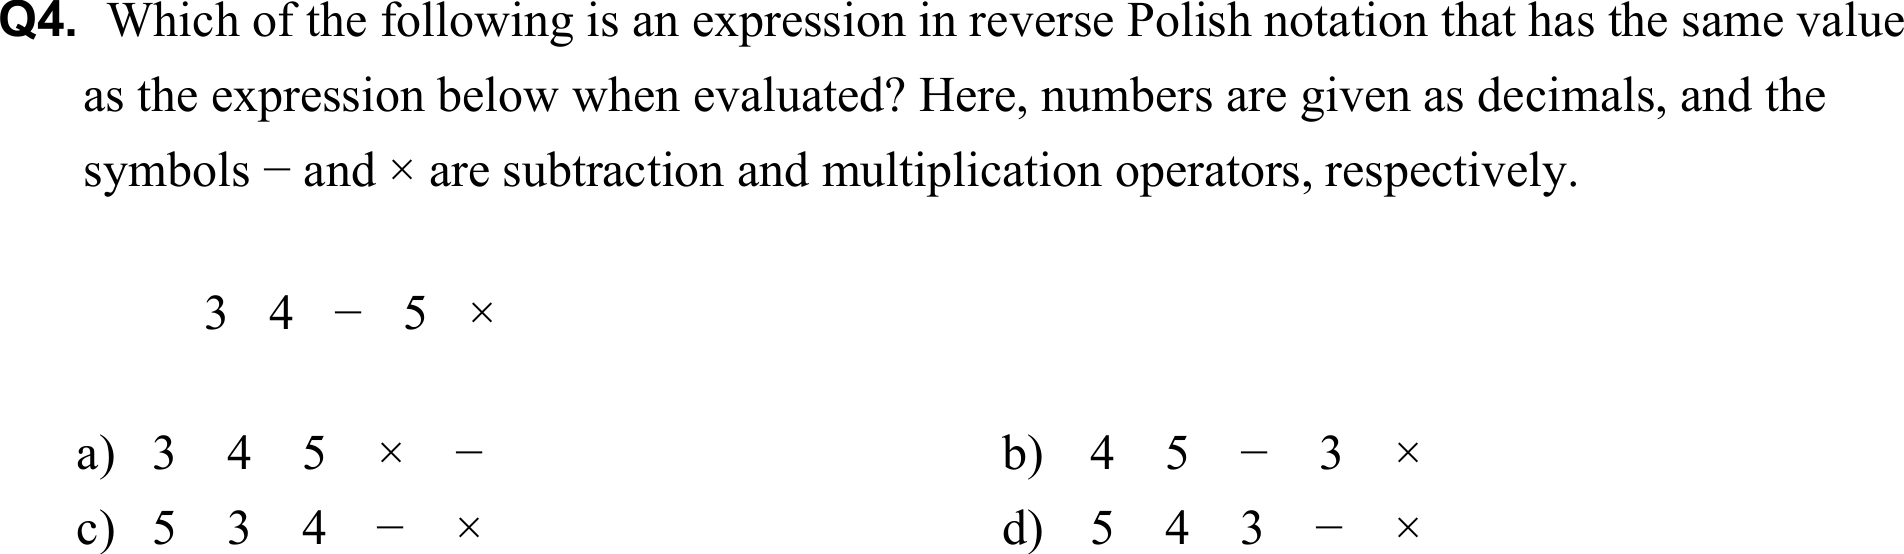 Q4. Which of the following is an expression in reverse Polish notation that has the same value
as the expression below when evaluated? Here, numbers are given as decimals, and the
symbols − and × are subtraction and multiplication operators, respectively.
3 4 − 5 ×
a) 3 4 5 × − b) 4 5 − 3 ×
c) 5 3 4 − × d) 5 4 3 − ×